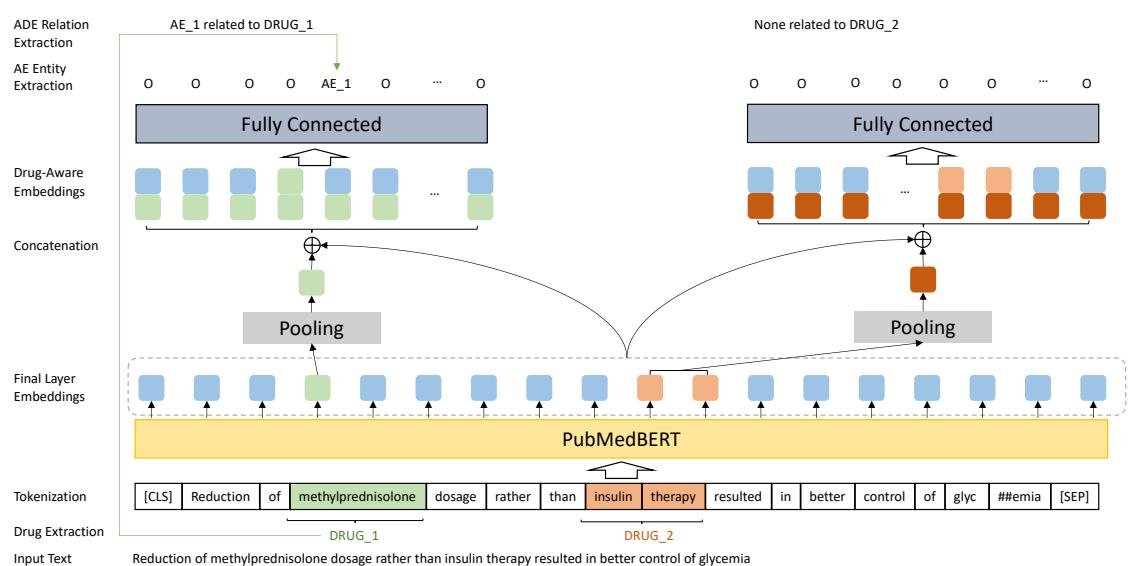 ADE Relation Extraction
AE_1 related to DRUG_1
None related to DRUG_2
AE Entity Extraction
O O O O AE_1 O ... O
O O O O O O ... O
Fully Connected
Fully Connected
Drug-Aware Embeddings
...
...
Concatenation
Pooling
Pooling
Final Layer Embeddings
PubMedBERT
Tokenization
[CLS] Reduction of methylprednisolone dosage rather than insulin therapy resulted in better control of glyc ##emia [SEP]
Drug Extraction
DRUG_1
DRUG_2
Input Text
Reduction of methylprednisolone dosage rather than insulin therapy resulted in better control of glycemia